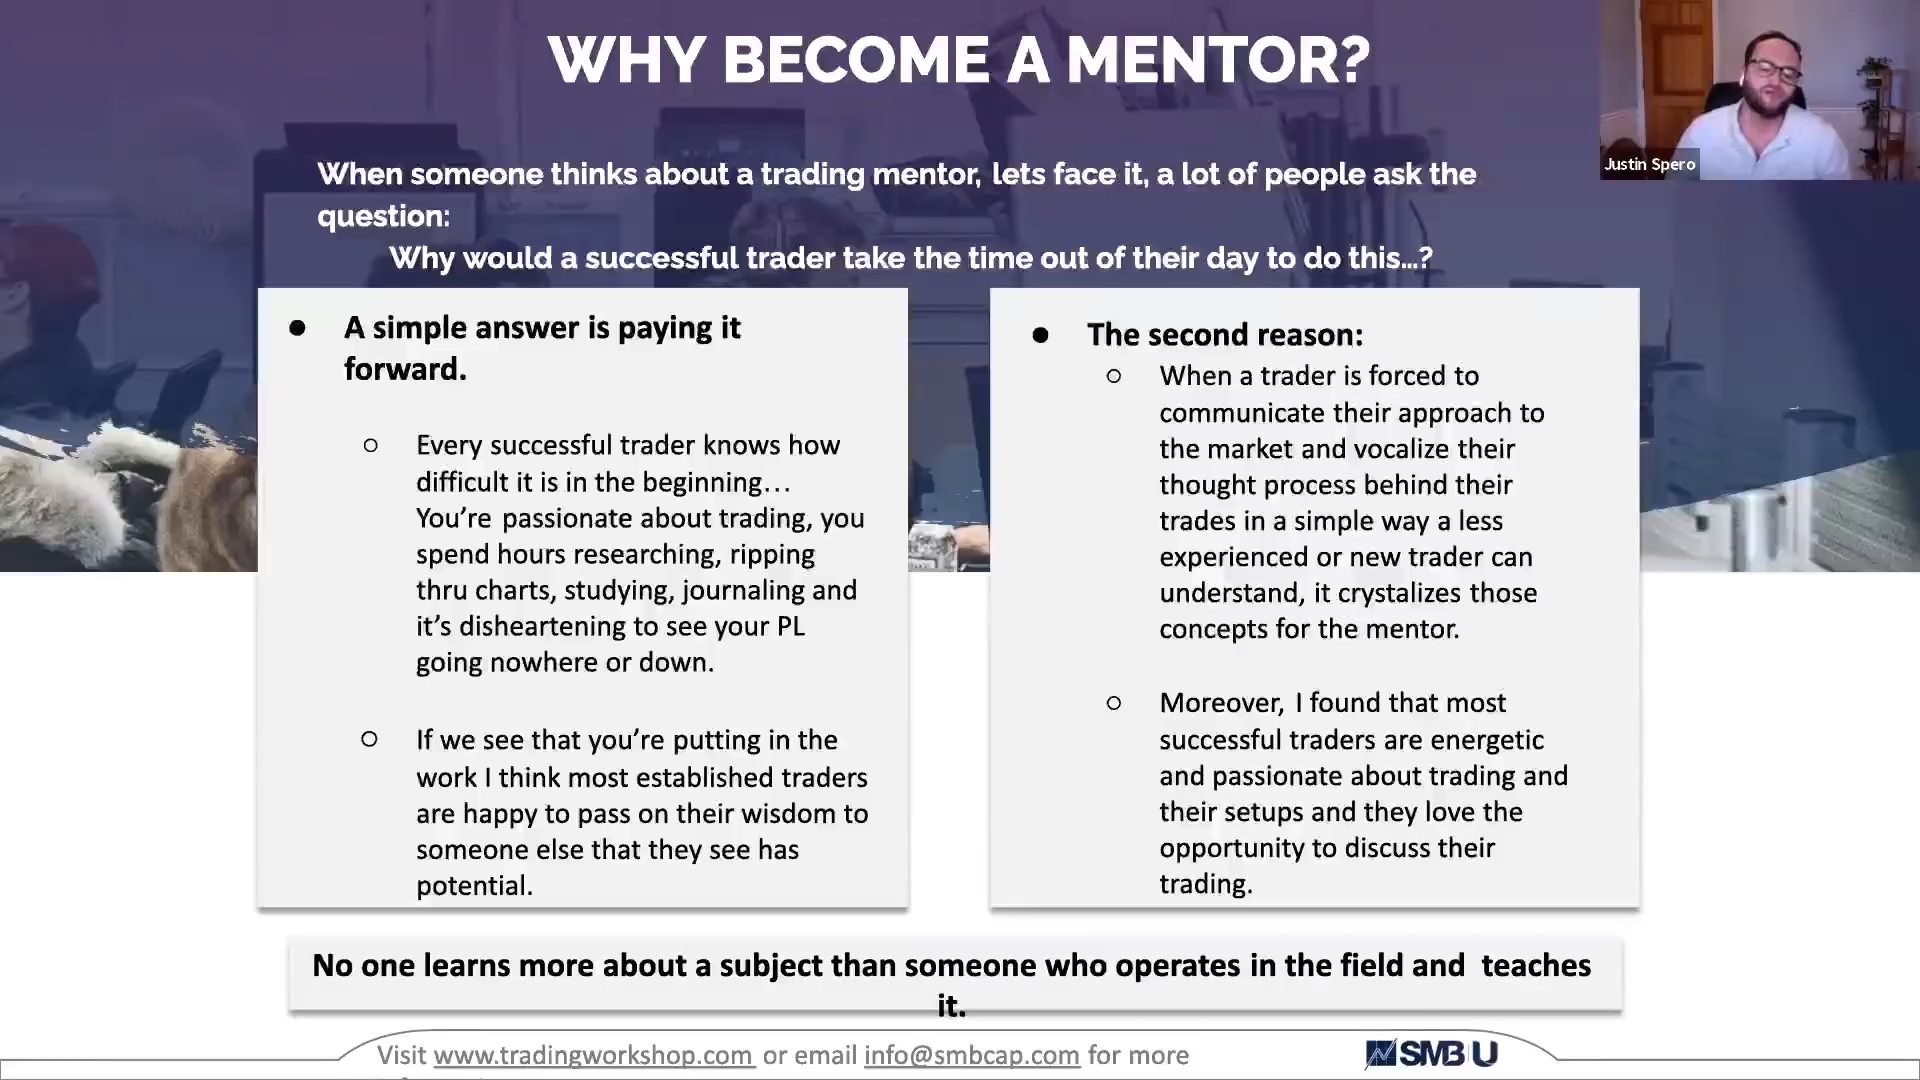 WHY BECOME A MENTOR?
Justin Spero
When someone thinks about a trading mentor, lets face it, a lot of people ask the
question:
Why would a successful trader take the time out of their day to do this...?
● A simple answer is paying it
forward.
○ Every successful trader knows how
difficult it is in the beginning...
You’re passionate about trading, you
spend hours researching, ripping
thru charts, studying, journaling and
it’s disheartening to see your PL
going nowhere or down.
○ If we see that you’re putting in the
work I think most established traders
are happy to pass on their wisdom to
someone else that they see has
potential.
● The second reason:
○ When a trader is forced to
communicate their approach to
the market and vocalize their
thought process behind their
trades in a simple way a less
experienced or new trader can
understand, it crystalizes those
concepts for the mentor.
○ Moreover, I found that most
successful traders are energetic
and passionate about trading and
their setups and they love the
opportunity to discuss their
trading.
No one learns more about a subject than someone who operates in the field and teaches
it.
Visit www.tradingworkshop.com or email info@smbcap.com for more
SMB U